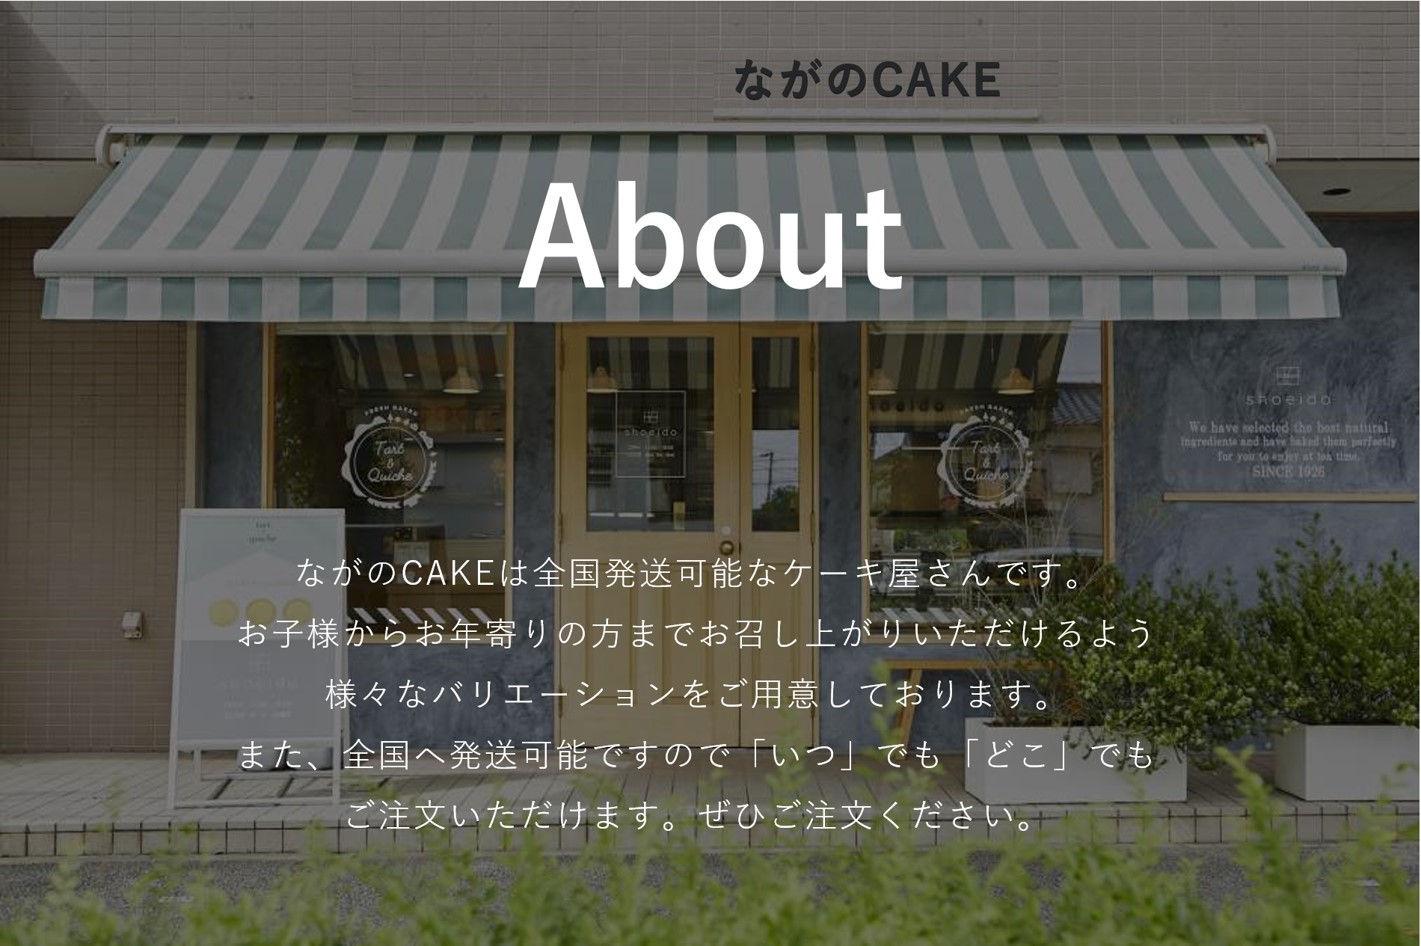 ながのCAKE
About
FRESH BAKED
Tart
&
Quiche
shoeido
FRESH BAKED
Tart
&
Quiche
shoeido
We have selected the best natural
ingredients and have baked them perfectly
for you to enjoy at tea time.
SINCE 1926
ながのCAKEは全国発送可能なケーキ屋さんです。
お子様からお年寄りの方までお召し上がりいただけるよう
様々なバリエーションをご用意しております。
また、全国へ発送可能ですので「いつ」でも「どこ」でも
ご注文いただけます。ぜひご注文ください。